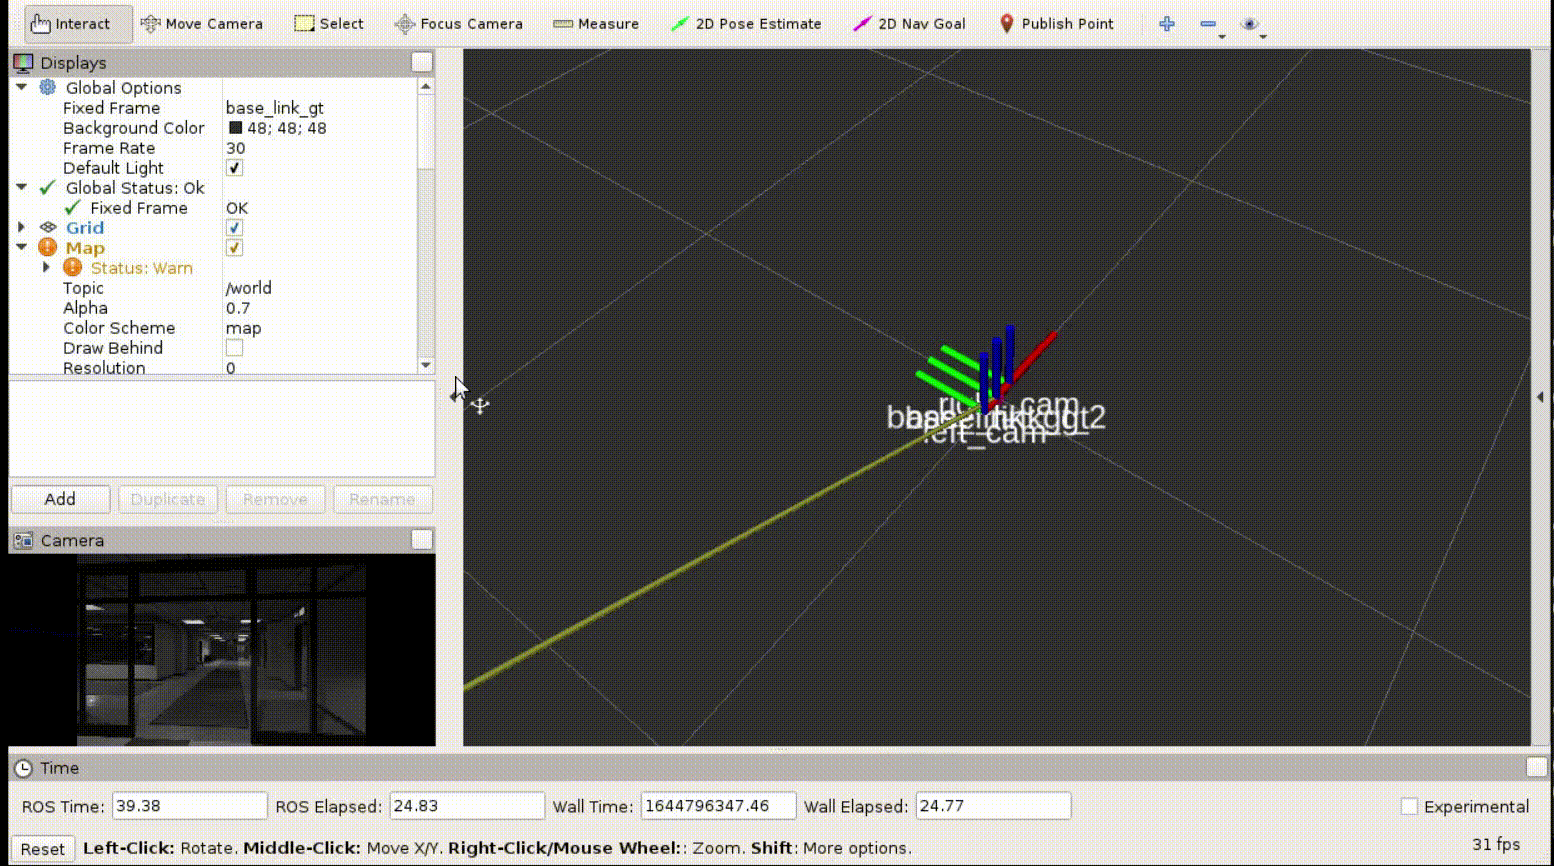 Interact Move Camera Select Focus Camera Measure 2D Pose Estimate 2D Nav Goal Publish Point
Displays
Global Options
Fixed Frame base_link_gt
Background Color 48; 48; 48
Frame Rate 30
Default Light
Global Status: Ok
Fixed Frame OK
Grid
Map
Status: Warn
Topic /world
Alpha 0.7
Color Scheme map
Draw Behind
Resolution 0
Add Duplicate Remove Rename
Camera
left_cam
Time
ROS Time: 39.38 ROS Elapsed: 24.83 Wall Time: 1644796347.46 Wall Elapsed: 24.77 Experimental
Reset Left-Click: Rotate. Middle-Click: Move X/Y. Right-Click/Mouse Wheel:: Zoom. Shift: More options. 31 fps